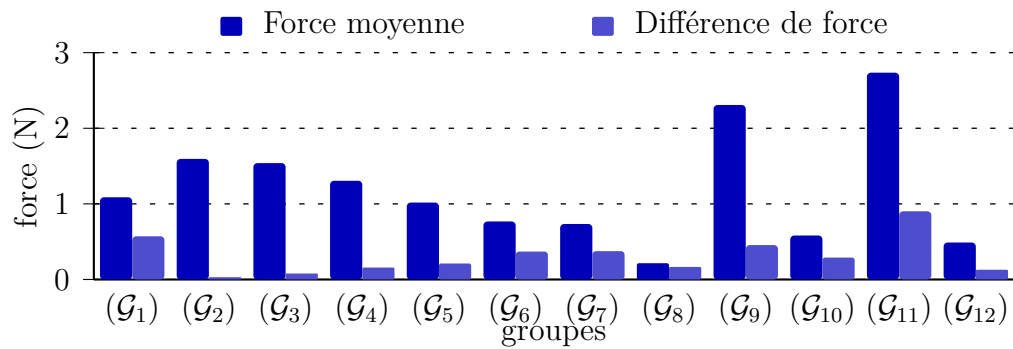 Force moyenne Différence de force
3
2
1
0
force (N)
(𝒢₁) (𝒢₂) (𝒢₃) (𝒢₄) (𝒢₅) (𝒢₆) (𝒢₇) (𝒢₈) (𝒢₉) (𝒢₁₀) (𝒢₁₁) (𝒢₁₂)
groupes